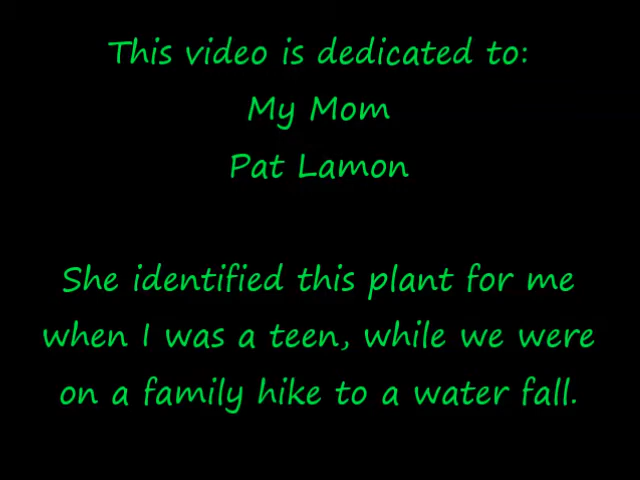 This video is dedicated to:
My Mom
Pat Lamon
She identified this plant for me
when I was a teen, while we were
on a family hike to a water fall.